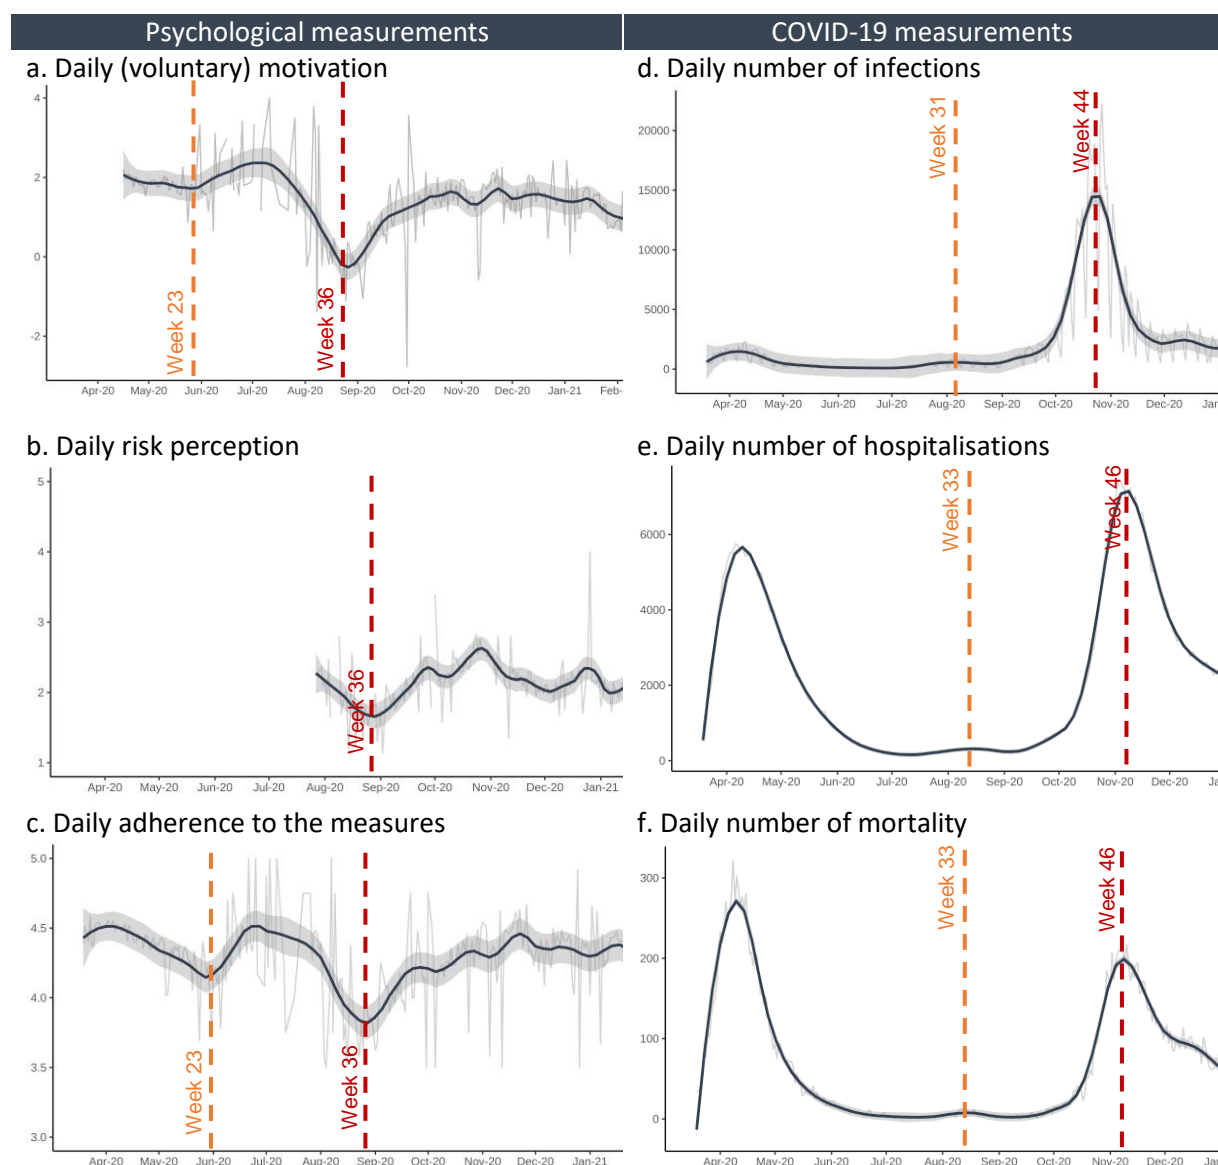 Psychological measurements
COVID-19 measurements
a. Daily (voluntary) motivation
4
2
0
-2
Week 23
Week 36
Apr-20 May-20 Jun-20 Jul-20 Aug-20 Sep-20 Oct-20 Nov-20 Dec-20 Jan-21 Feb-
d. Daily number of infections
20000
15000
10000
5000
0
Week 31
Week 44
Apr-20 May-20 Jun-20 Jul-20 Aug-20 Sep-20 Oct-20 Nov-20 Dec-20 Jan
b. Daily risk perception
5
4
3
2
1
Week 36
Apr-20 May-20 Jun-20 Jul-20 Aug-20 Sep-20 Oct-20 Nov-20 Dec-20 Jan-21
e. Daily number of hospitalisations
6000
4000
2000
0
Week 33
Week 46
Apr-20 May-20 Jun-20 Jul-20 Aug-20 Sep-20 Oct-20 Nov-20 Dec-20 Ja
c. Daily adherence to the measures
5.0
4.5
4.0
3.5
3.0
Week 23
Week 36
Apr-20 May-20 Jun-20 Jul-20 Aug-20 Sep-20 Oct-20 Nov-20 Dec-20 Jan-21
f. Daily number of mortality
300
200
100
0
Week 33
Week 46
Apr-20 May-20 Jun-20 Jul-20 Aug-20 Sep-20 Oct-20 Nov-20 Dec-20 Ja